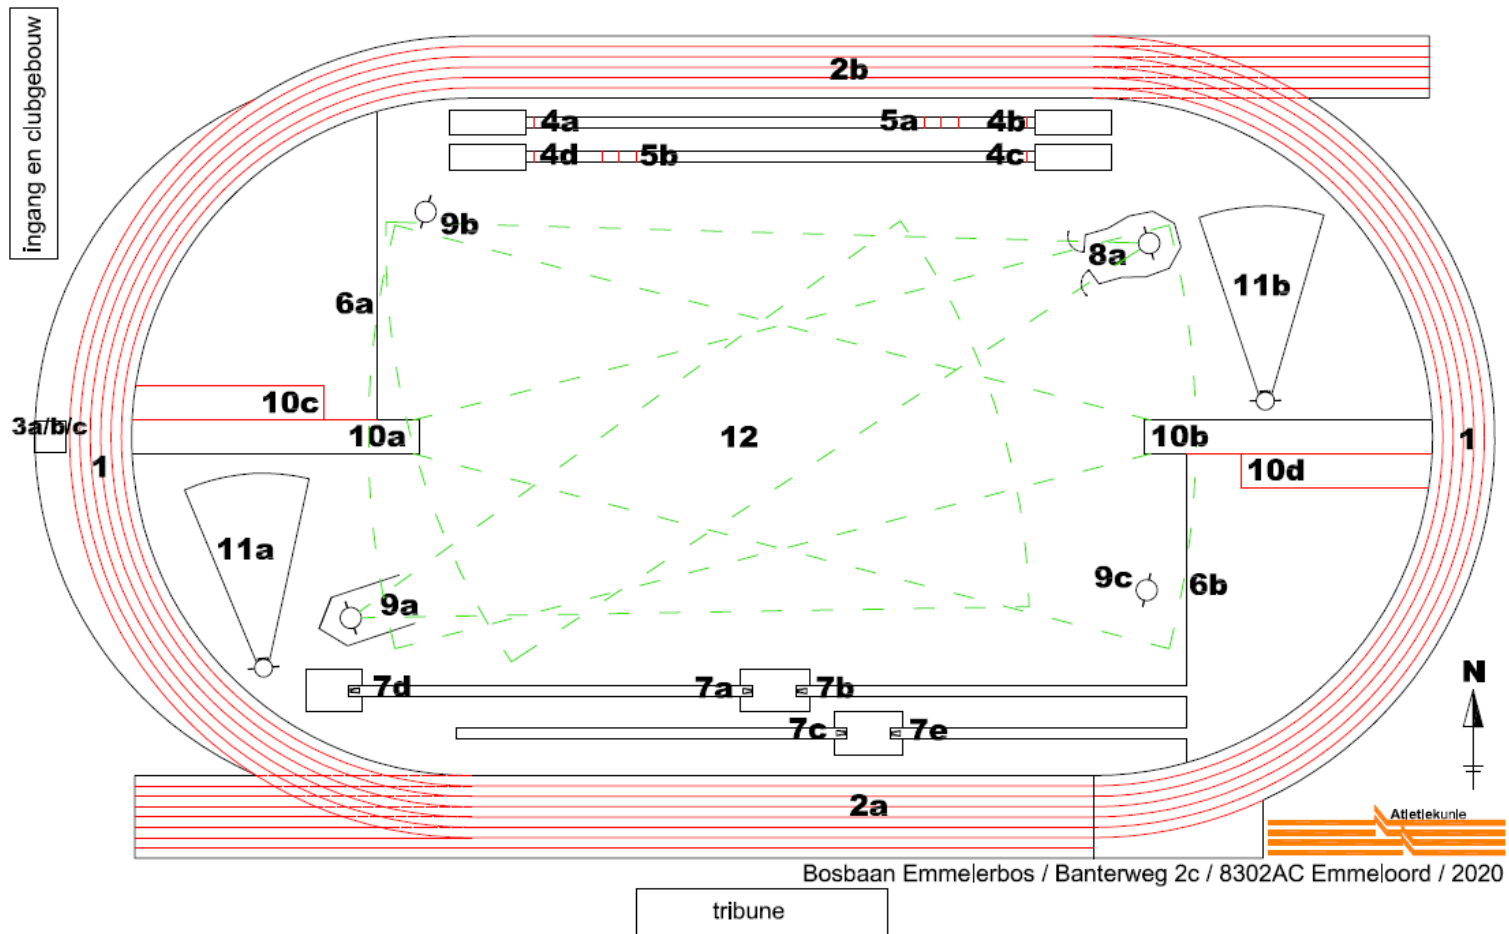 ingang en clubgebouw
2b
4a
5a
4b
4d
5b
4c
9b
8a
11b
6a
10c
3a/b/c
10a
12
10b
1
1
10d
11a
9c
6b
9a
N
7d
7a
7b
7c
7e
2a
Atletiekunie
Bosbaan Emmelerbos / Banterweg 2c / 8302AC Emmeloord / 2020
tribune